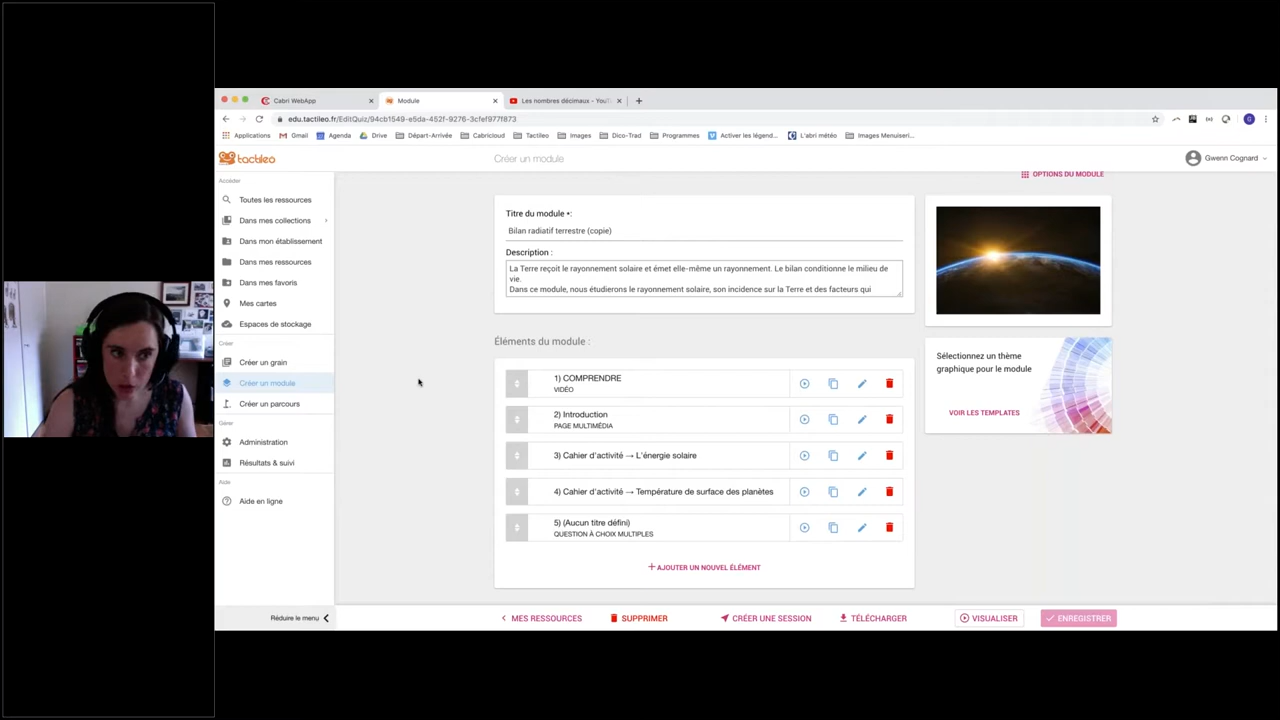 Cabri WebApp
Module
Les nombres décimaux - YouT
edu.tactileo.fr/EditQuiz/94cb1549-e5da-452f-9276-3cfef977f873
Applications
Gmail
Agenda
Drive
Départ-Arrivée
Cabricloud
Tactileo
Images
Dico-Trad
Programmes
Activer les légend...
L'abri météo
Images Menuiseri...
tactileo
Créer un module
Gwenn Cognard
Accéder
Toutes les ressources
Dans mes collections
Dans mon établissement
Dans mes ressources
Dans mes favoris
Mes cartes
Espaces de stockage
Créer
Créer un grain
Créer un module
Créer un parcours
Gérer
Administration
Résultats & suivi
Aide
Aide en ligne
Réduire le menu
OPTIONS DU MODULE
Titre du module *:
Bilan radiatif terrestre (copie)
Description :
La Terre reçoit le rayonnement solaire et émet elle-même un rayonnement. Le bilan conditionne le milieu de
vie.
Dans ce module, nous étudierons le rayonnement solaire, son incidence sur la Terre et des facteurs qui
Éléments du module :
1) COMPRENDRE
VIDÉO
2) Introduction
PAGE MULTIMÉDIA
3) Cahier d'activité → L'énergie solaire
4) Cahier d'activité → Température de surface des planètes
5) (Aucun titre défini)
QUESTION À CHOIX MULTIPLES
+ AJOUTER UN NOUVEL ÉLÉMENT
Sélectionnez un thème
graphique pour le module
VOIR LES TEMPLATES
MES RESSOURCES
SUPPRIMER
CRÉER UNE SESSION
TÉLÉCHARGER
VISUALISER
ENREGISTRER